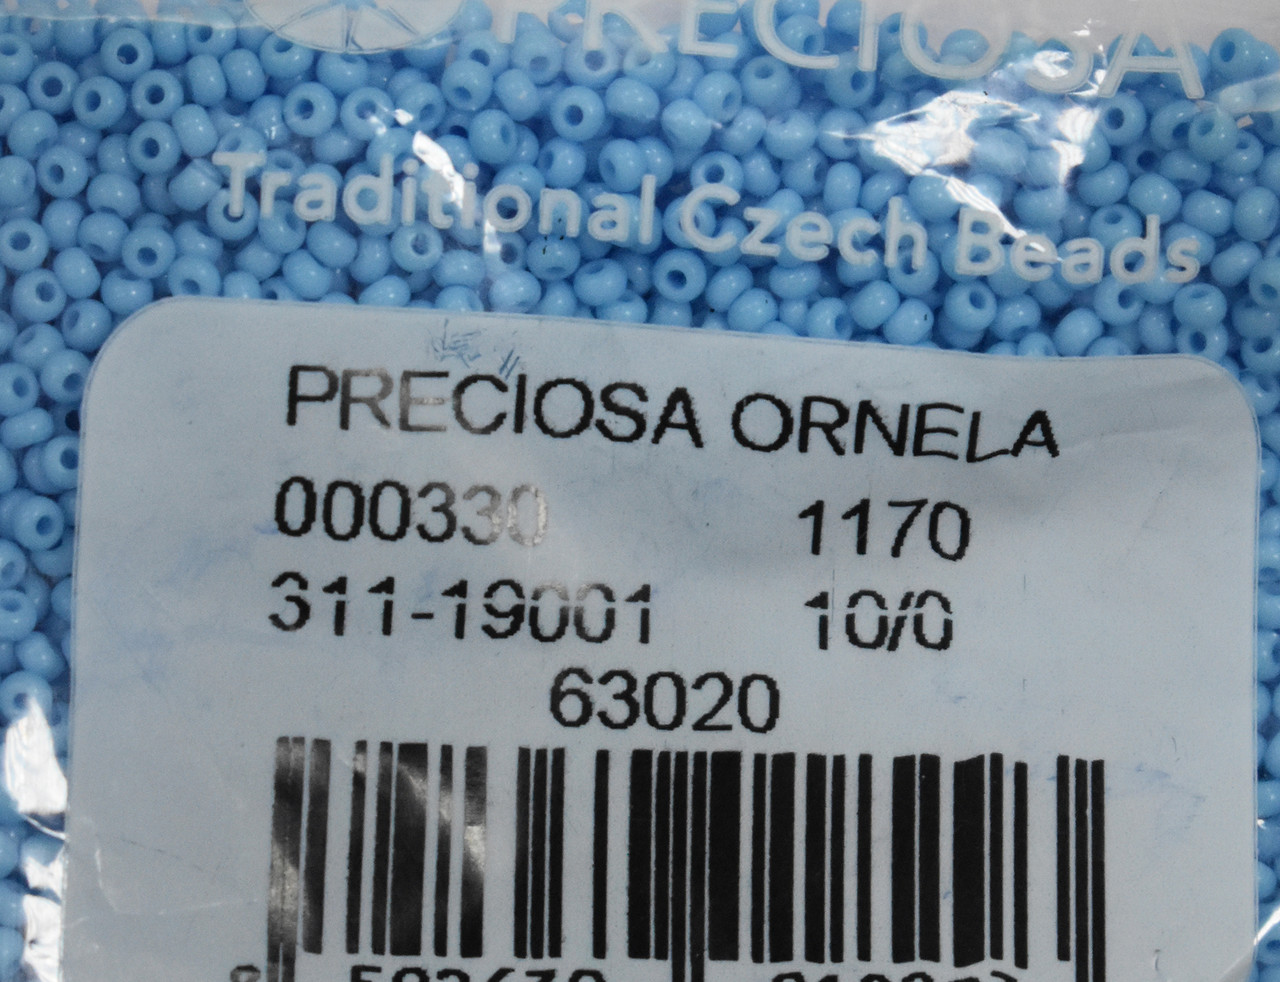 PRECIOSA
Traditional Czech Beads
PRECIOSA ORNELA
000330 1170
311-19001 10/0
63020